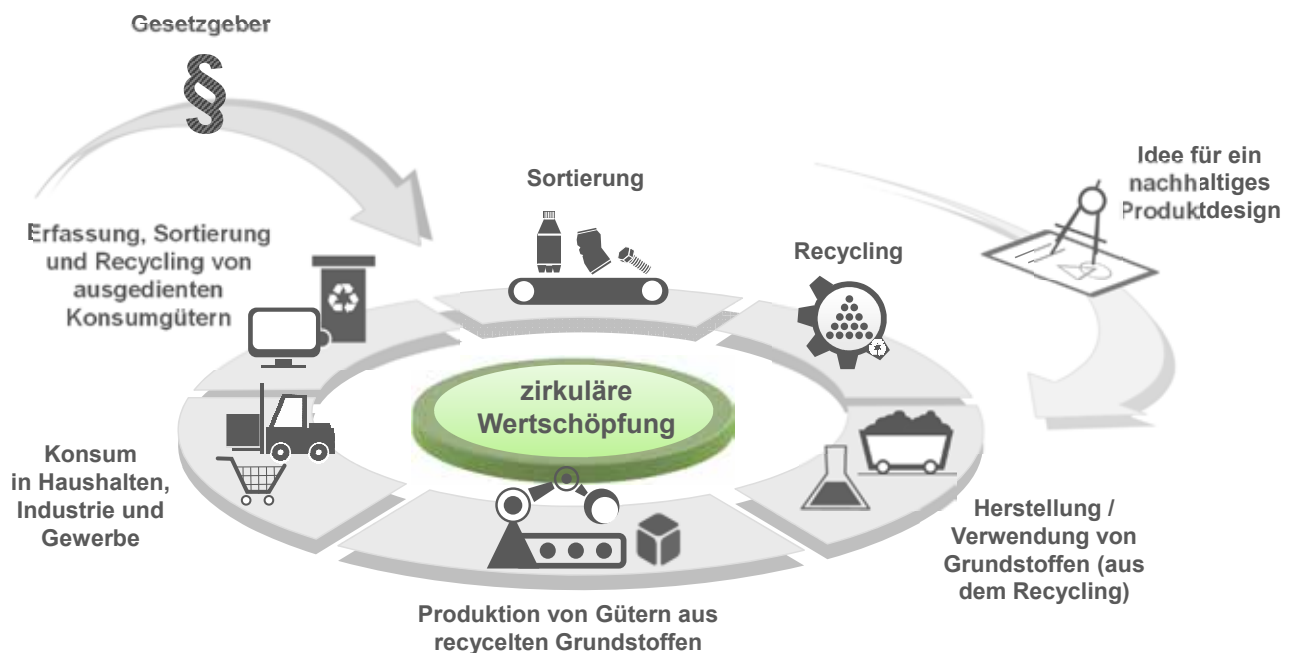 Gesetzgeber
§
Sortierung
Idee für ein
nachhaltiges
Produktdesign
Erfassung, Sortierung
und Recycling von
ausgedienten
Konsumgütern
Recycling
zirkuläre
Wertschöpfung
Konsum
in Haushalten,
Industrie und
Gewerbe
Herstellung /
Verwendung von
Grundstoffen (aus
dem Recycling)
Produktion von Gütern aus
recycelten Grundstoffen